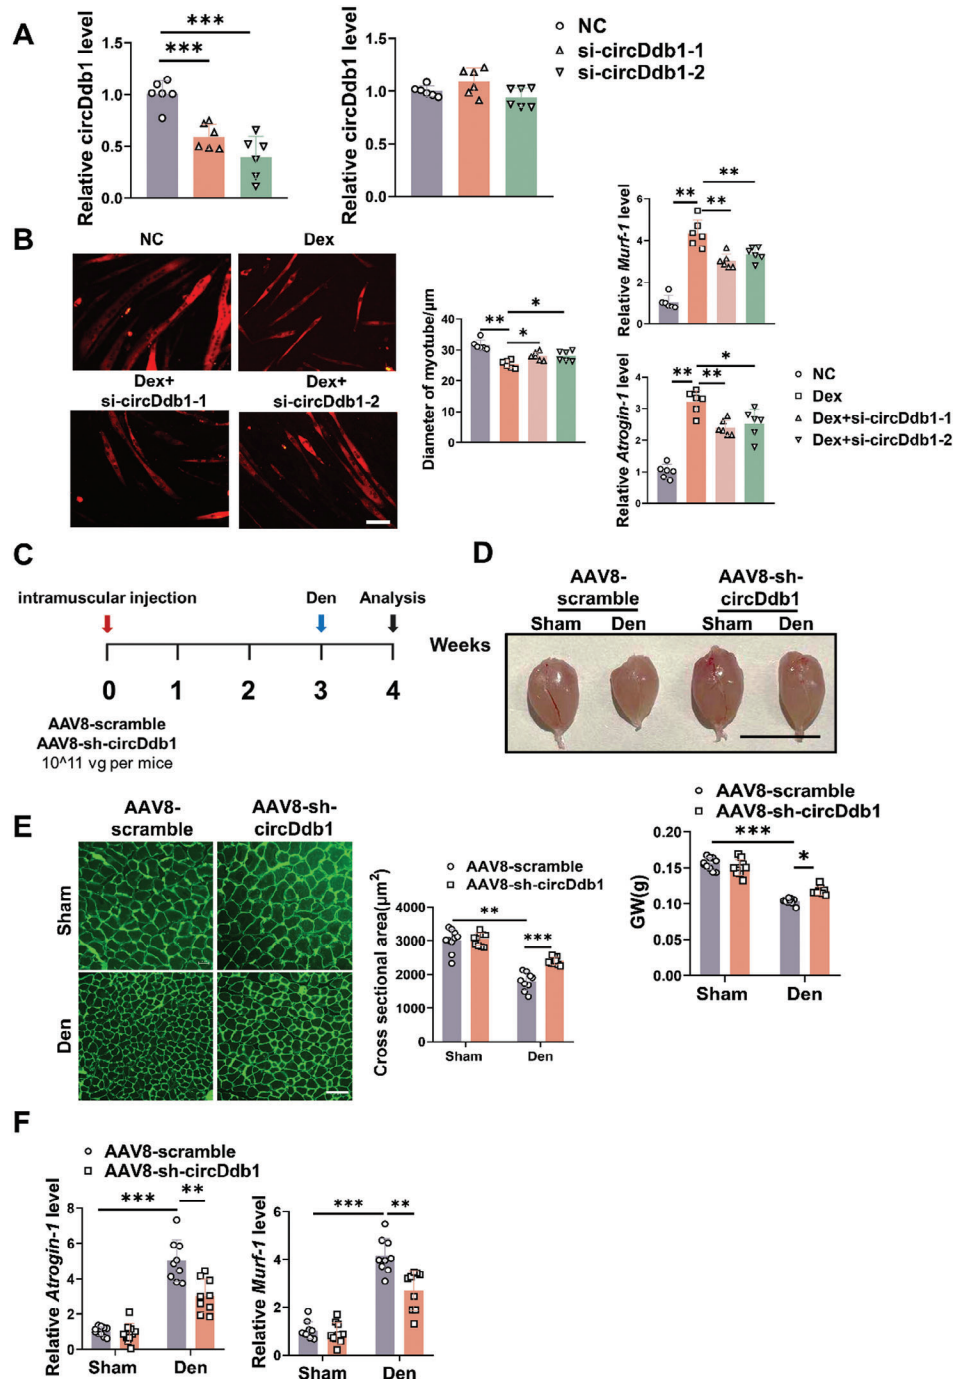 A
Relative circDdb1 level
1.5
1.0
0.5
0.0
***
***
Relative circDdb1 level
1.5
1.0
0.5
0.0
NC
si-circDdb1-1
si-circDdb1-2
B
NC
Dex
Dex+
si-circDdb1-1
Dex+
si-circDdb1-2
Diameter of myotube/μm
40
30
20
10
0
**
*
*
Relative Murf-1 level
6
4
2
0
**
**
**
Relative Atrogin-1 level
4
3
2
1
0
**
**
*
NC
Dex
Dex+si-circDdb1-1
Dex+si-circDdb1-2
C
intramuscular injection
Den
Analysis
Weeks
0
1
2
3
4
AAV8-scramble
AAV8-sh-circDdb1
10^11 vg per mice
D
AAV8-
scramble
AAV8-sh-
circDdb1
Sham
Den
Sham
Den
AAV8-scramble
AAV8-sh-circDdb1
GW(g)
0.20
0.15
0.10
0.05
0.00
***
*
Sham
Den
E
AAV8-
scramble
AAV8-sh-
circDdb1
Sham
Den
AAV8-scramble
AAV8-sh-circDdb1
Cross sectional area(μm²)
4000
3000
2000
1000
0
**
***
Sham
Den
F
AAV8-scramble
AAV8-sh-circDdb1
Relative Atrogin-1 level
8
6
4
2
0
***
**
Sham
Den
Relative Murf-1 level
6
4
2
0
***
**
Sham
Den